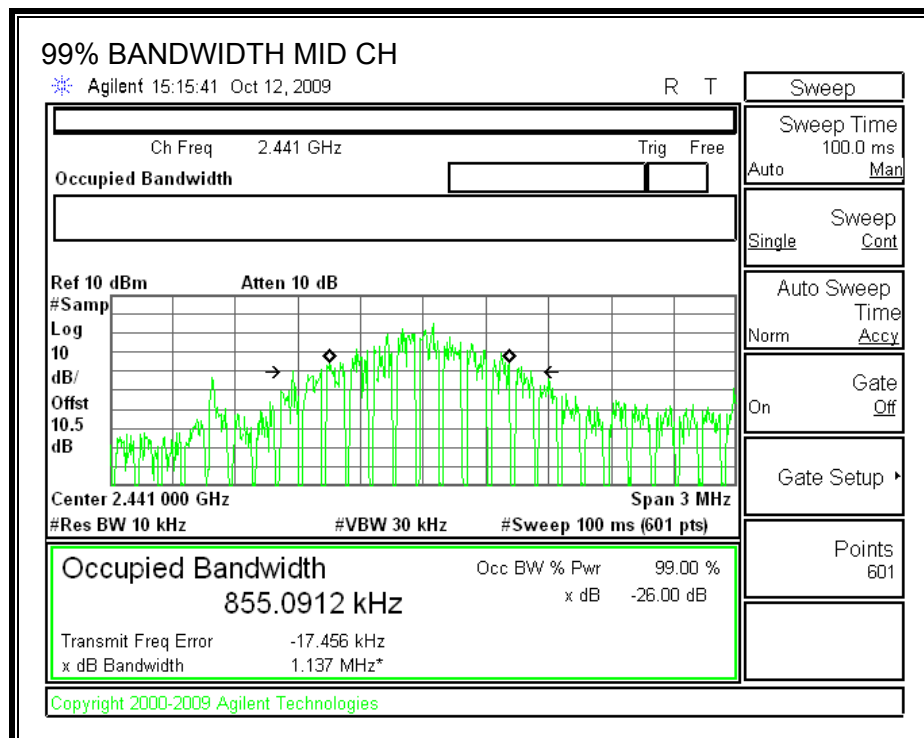 99% BANDWIDTH MID CH
Agilent 15:15:41 Oct 12, 2009 R T
Ch Freq 2.441 GHz Trig Free
Occupied Bandwidth
Ref 10 dBm Atten 10 dB
#Samp
Log
10
dB/
Offst
10.5
dB
Center 2.441 000 GHz Span 3 MHz
#Res BW 10 kHz #VBW 30 kHz #Sweep 100 ms (601 pts)
Occupied Bandwidth Occ BW % Pwr 99.00 %
855.0912 kHz x dB -26.00 dB
Transmit Freq Error -17.456 kHz
x dB Bandwidth 1.137 MHz*
Copyright 2000-2009 Agilent Technologies
Sweep
Sweep Time
100.0 ms
Auto Man
Sweep
Single Cont
Auto Sweep
Time
Norm Accy
Gate
On Off
Gate Setup
Points
601